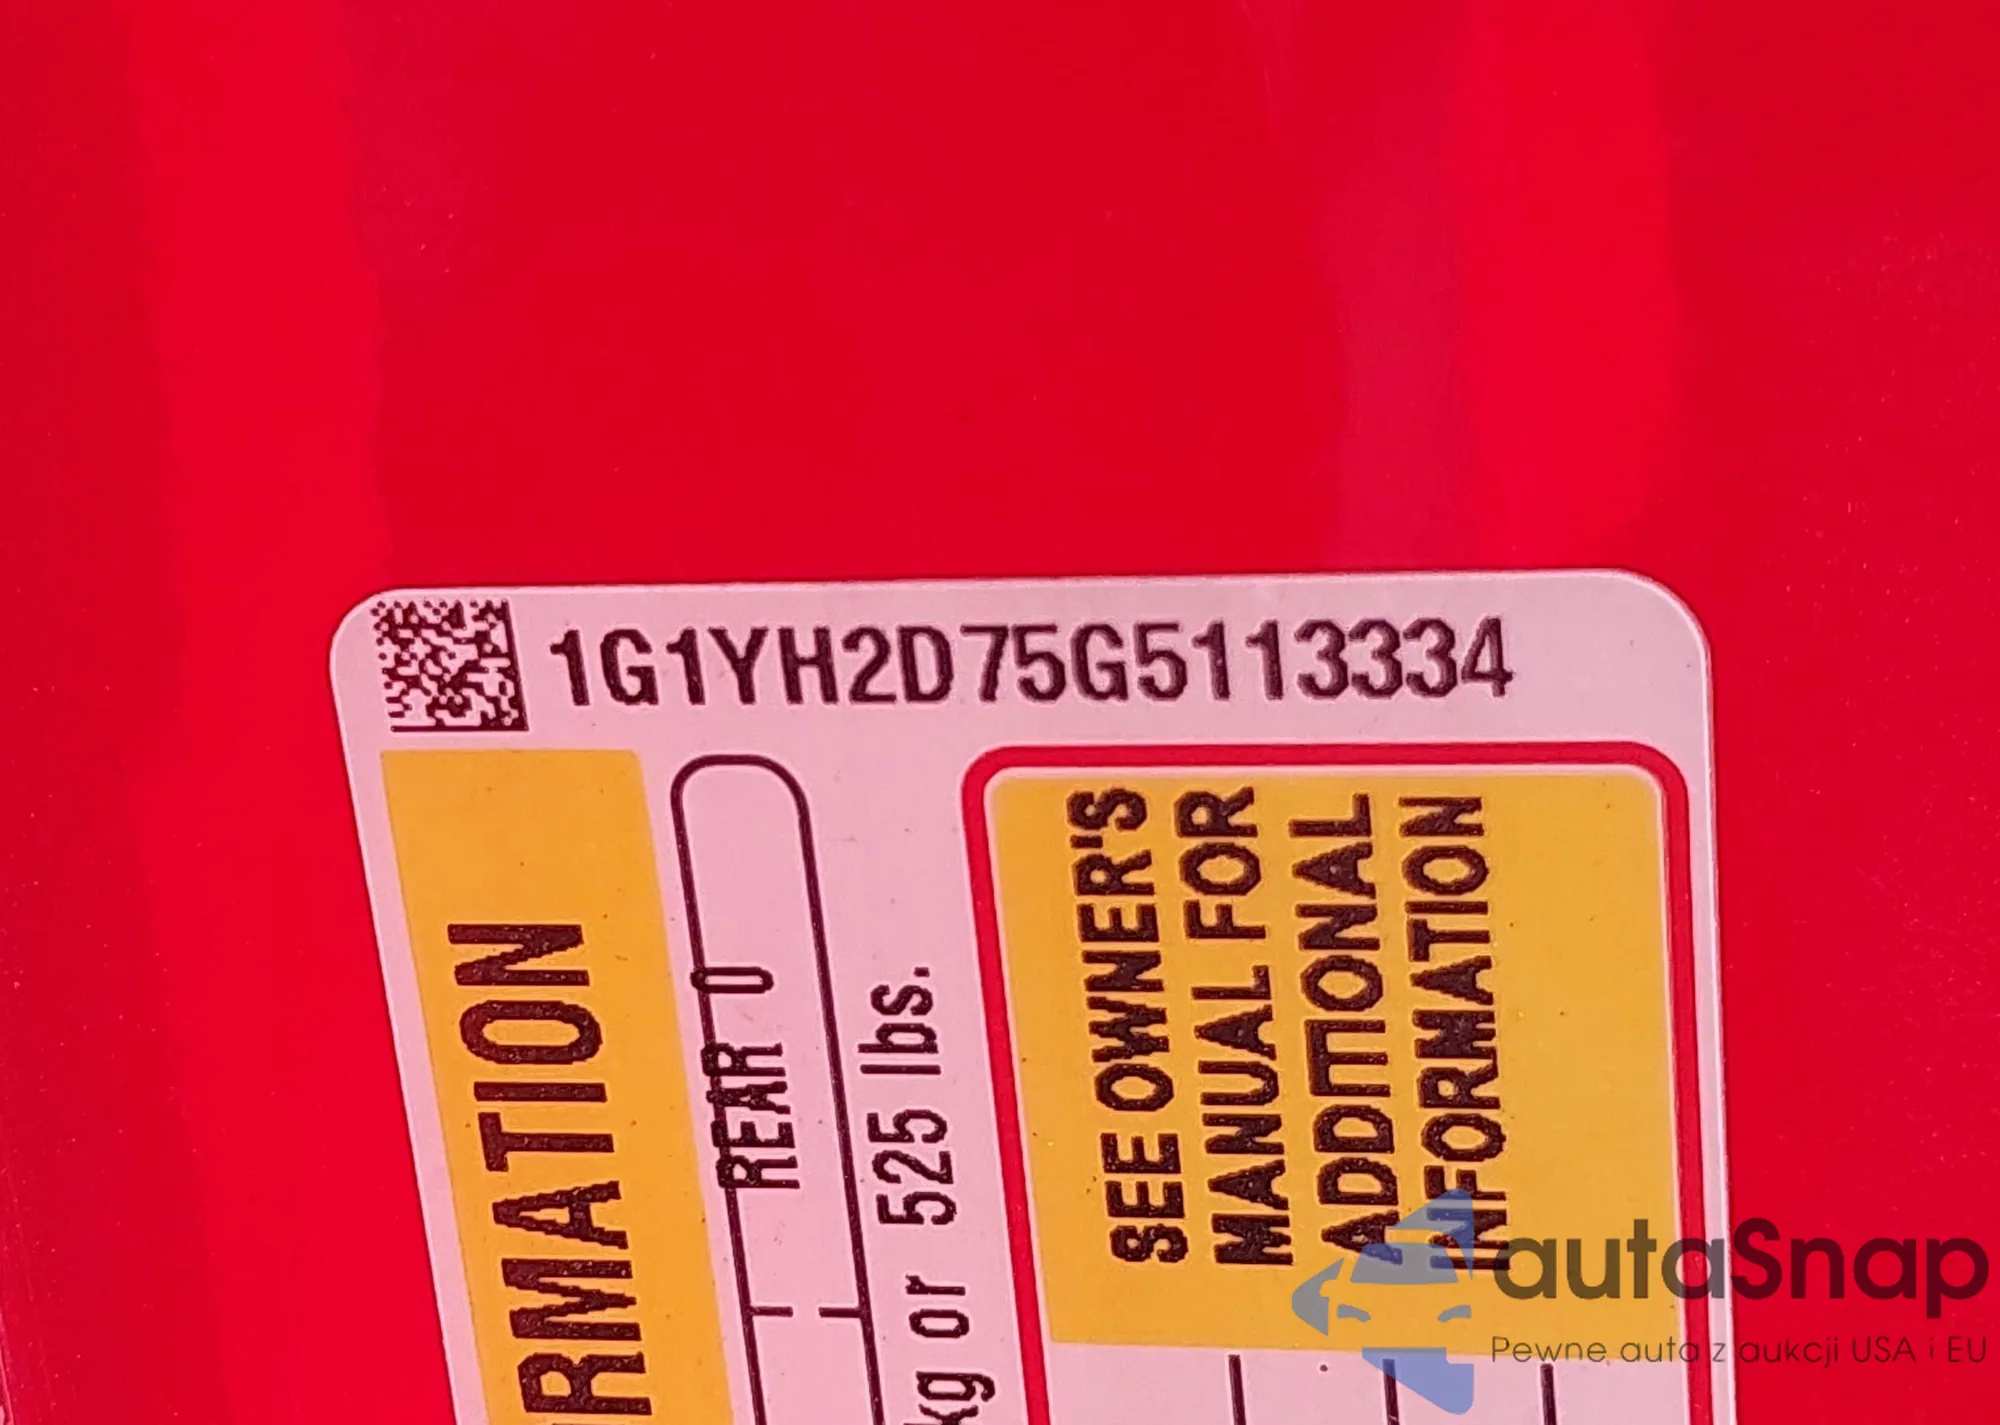 1G1YH2D75G5113334
ORMATION
REAR 0
kg or 525 lbs.
SEE OWNER'S
MANUAL FOR
ADDITIONAL
INFORMATION
autaSnap
Pewne auta z aukcji USA i EU